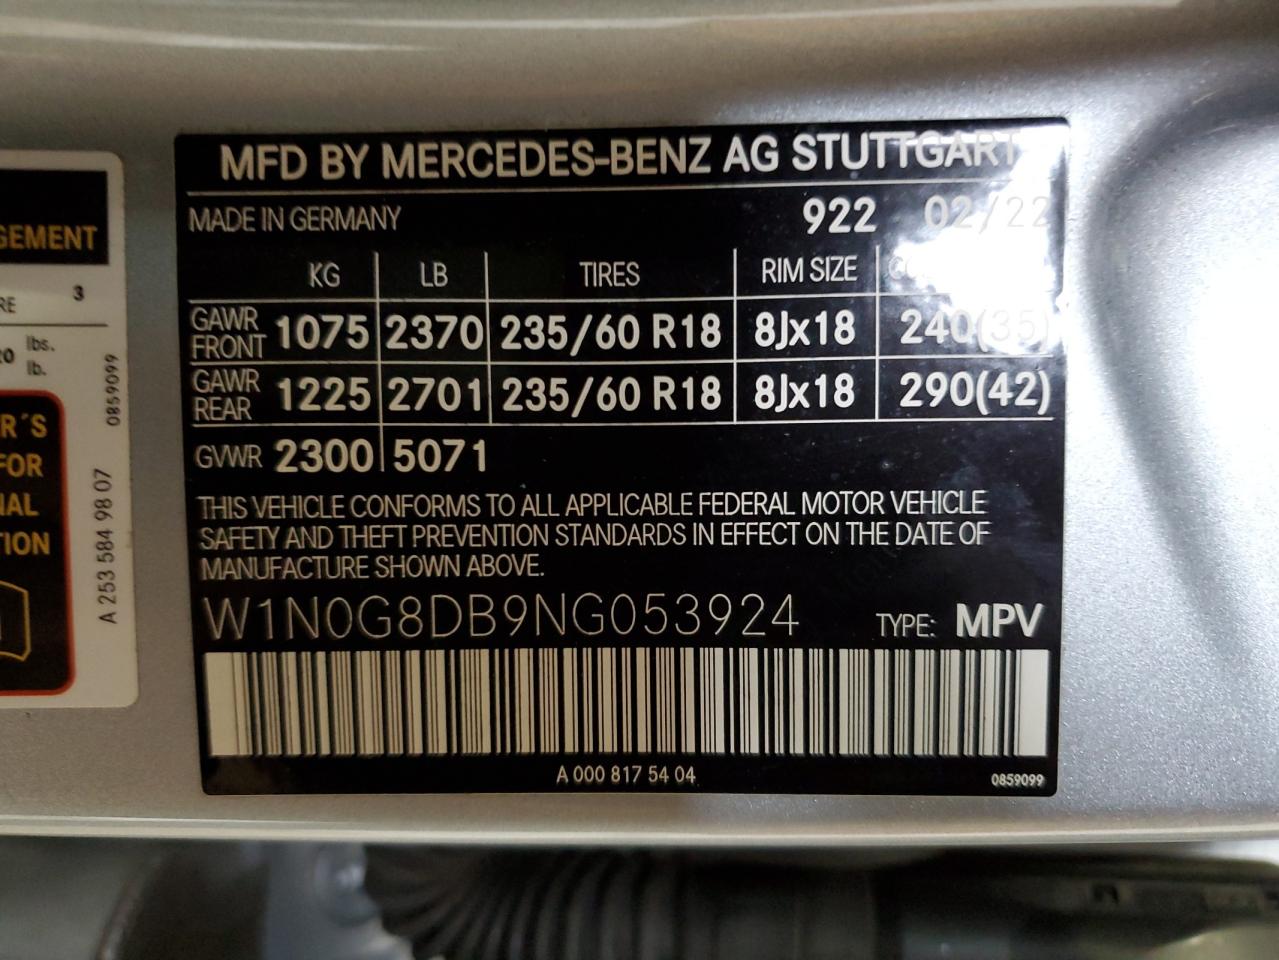 GEMENT
RE 3
20 lbs.
lb.
0859099
R´S
FOR
NAL
TION
A 253 584 98 07
MFD BY MERCEDES-BENZ AG STUTTGART
MADE IN GERMANY 922 02/22
KG LB TIRES RIM SIZE
GAWR FRONT 1075 2370 235/60 R18 8Jx18 240(35)
GAWR REAR 1225 2701 235/60 R18 8Jx18 290(42)
GVWR 2300 5071
THIS VEHICLE CONFORMS TO ALL APPLICABLE FEDERAL MOTOR VEHICLE
SAFETY AND THEFT PREVENTION STANDARDS IN EFFECT ON THE DATE OF
MANUFACTURE SHOWN ABOVE.
W1N0G8DB9NG053924 TYPE: MPV
A 000 817 54 04 0859099